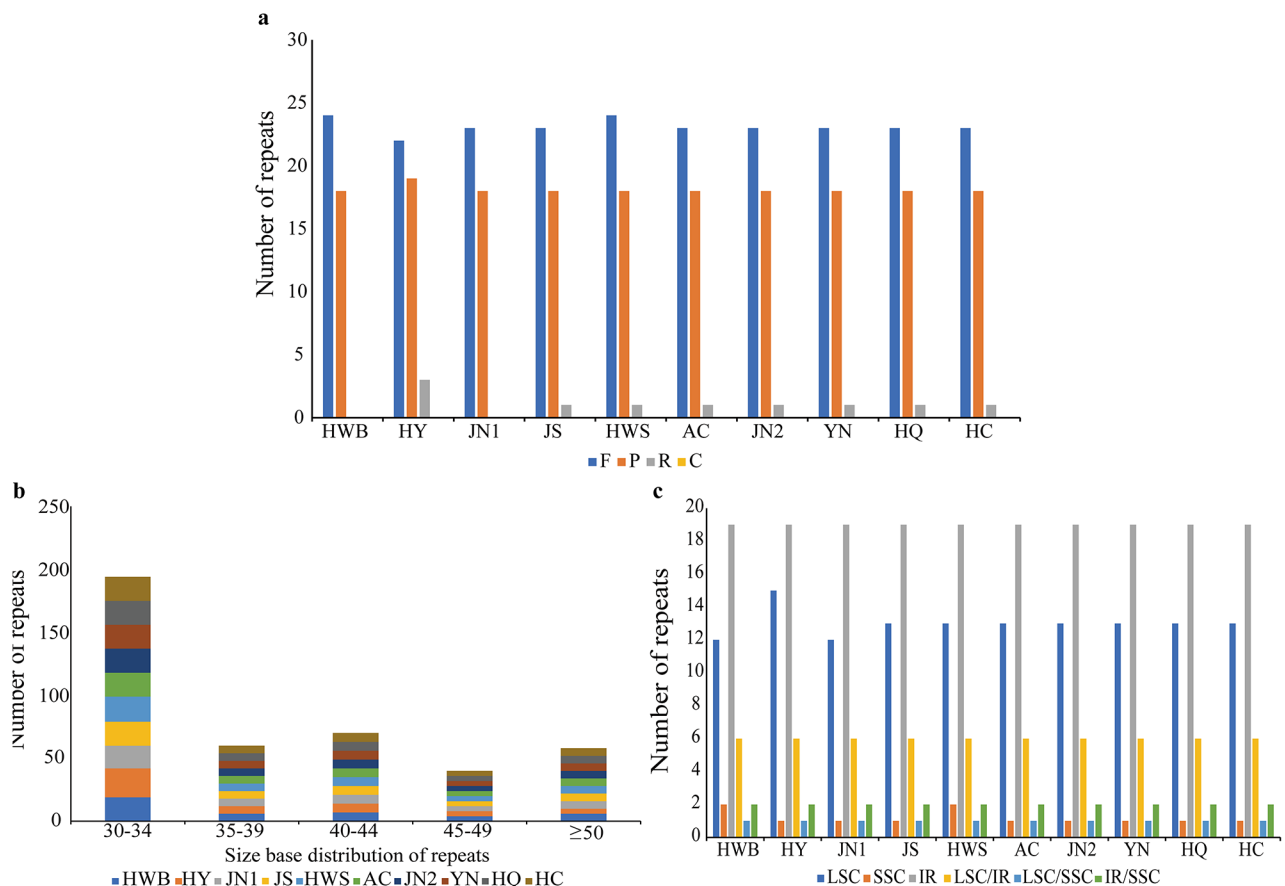 a
30
25
20
15
10
5
0
Number of repeats
HWB HY JN1 JS HWS AC JN2 YN HQ HC
F P R C
b
250
200
150
100
50
0
Number of repeats
30-34 35-39 40-44 45-49 ≥50
Size base distribution of repeats
HWB HY JN1 JS HWS AC JN2 YN HQ HC
c
20
18
16
14
12
10
8
6
4
2
0
Number of repeats
HWB HY JN1 JS HWS AC JN2 YN HQ HC
LSC SSC IR LSC/IR LSC/SSC IR/SSC